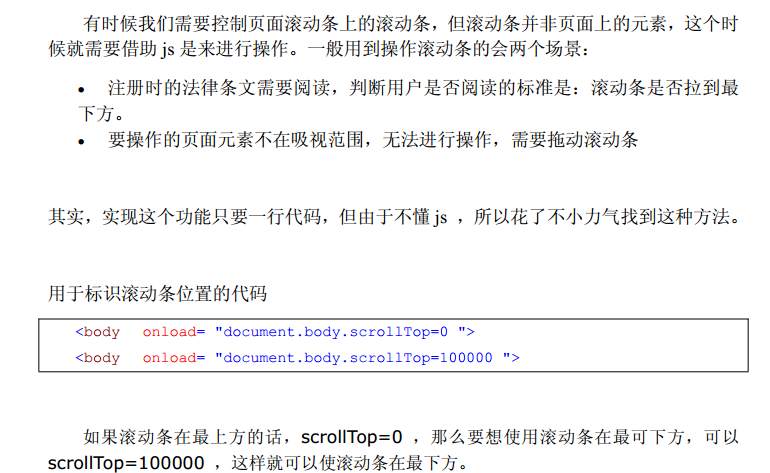 有时候我们需要控制页面滚动条上的滚动条，但滚动条并非页面上的元素，这个时
候就需要借助 js 是来进行操作。一般用到操作滚动条的会两个场景：
• 注册时的法律条文需要阅读，判断用户是否阅读的标准是：滚动条是否拉到最
下方。
• 要操作的页面元素不在吸视范围，无法进行操作，需要拖动滚动条
其实，实现这个功能只要一行代码，但由于不懂 js ，所以花了不小力气找到这种方法。
用于标识滚动条位置的代码
<body onload= "document.body.scrollTop=0 ">
<body onload= "document.body.scrollTop=100000 ">
如果滚动条在最上方的话，scrollTop=0 ，那么要想使用滚动条在最可下方，可以
scrollTop=100000 ，这样就可以使滚动条在最下方。